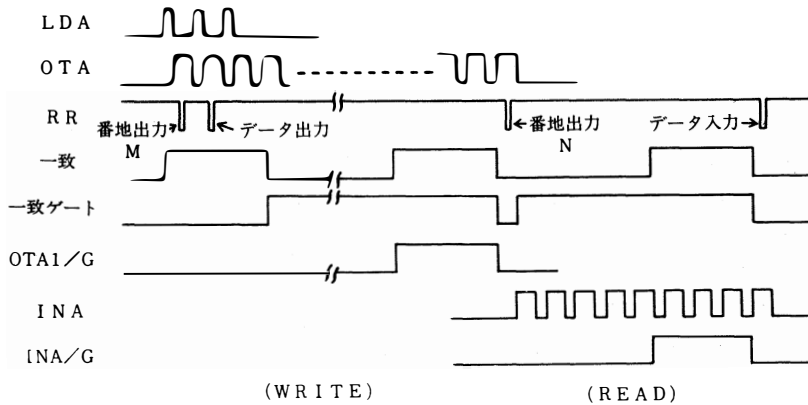 LDA
OTA
RR
番地出力
M
データ出力
番地出力
N
データ入力
一致
一致ゲート
OTA1/G
INA
INA/G
(WRITE)
(READ)